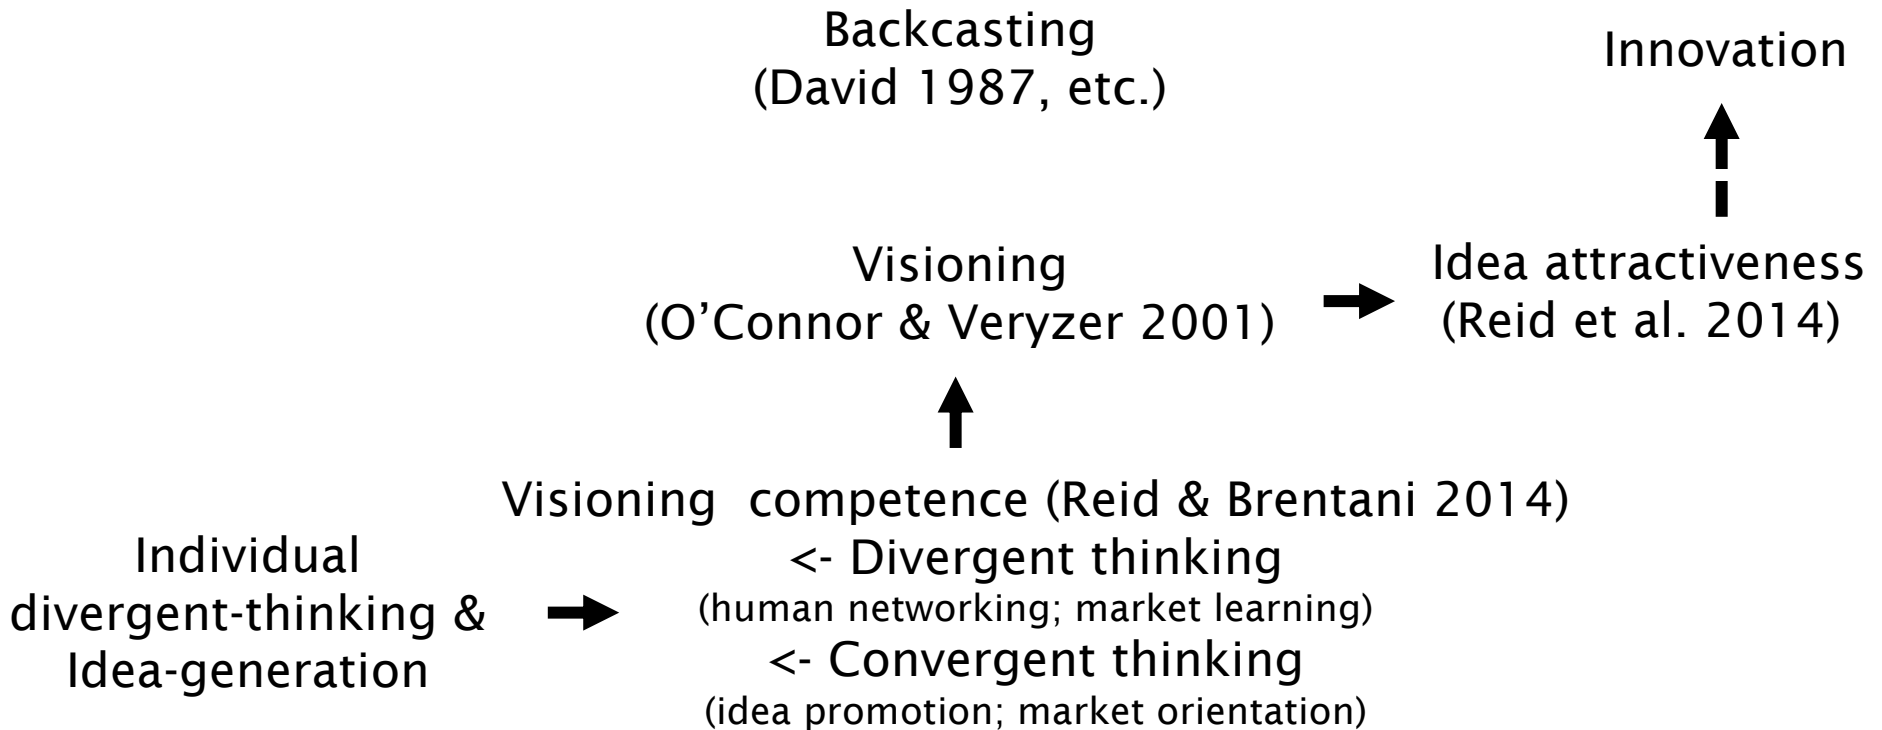 Backcasting
(David 1987, etc.)
Innovation
Visioning
(O’Connor & Veryzer 2001)
Idea attractiveness
(Reid et al. 2014)
Visioning  competence (Reid & Brentani 2014)
<- Divergent thinking
(human networking; market learning)
<- Convergent thinking
(idea promotion; market orientation)
Individual
divergent-thinking &
Idea-generation